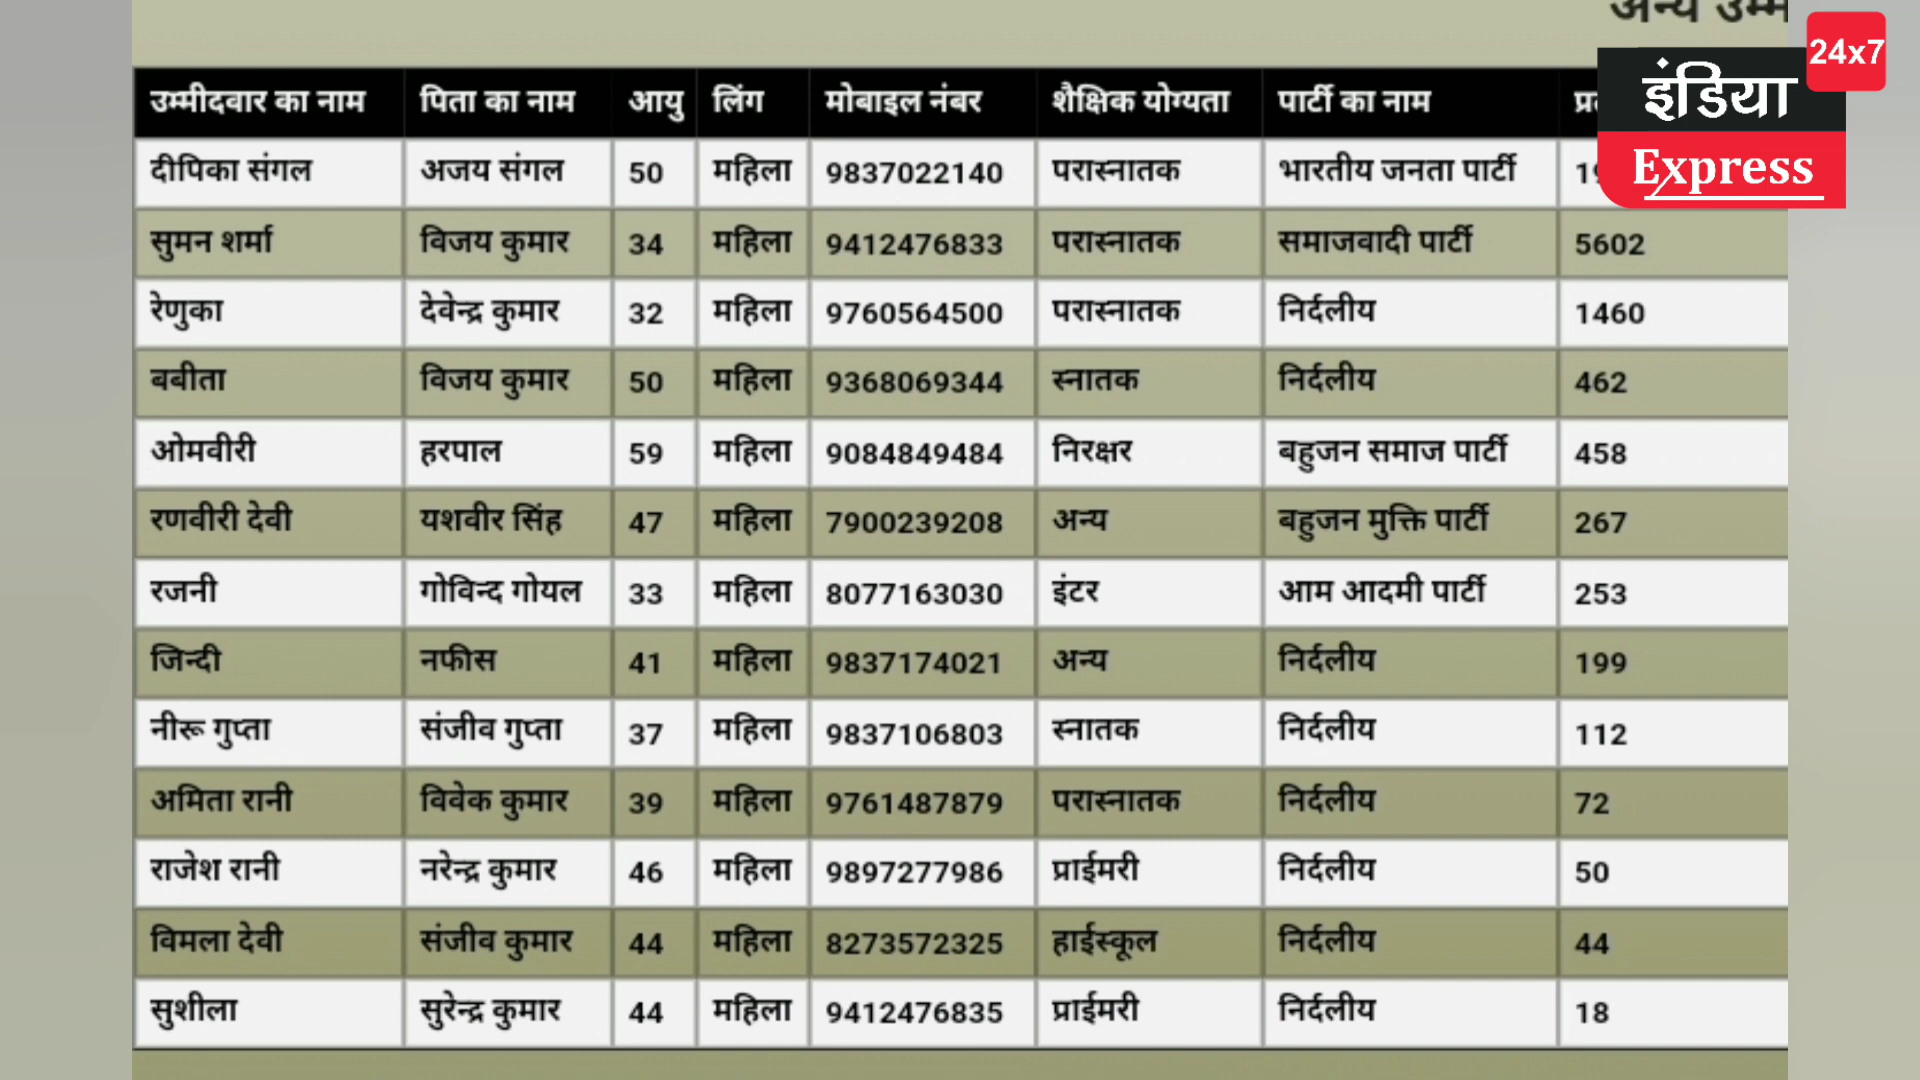 अन्य
24x7
इंडिया
Express
उम्मीदवार का नाम पिता का नाम आयु लिंग मोबाइल नंबर शैक्षिक योग्यता पार्टी का नाम
दीपिका संगल अजय संगल 50 महिला 9837022140 परास्नातक भारतीय जनता पार्टी
सुमन शर्मा विजय कुमार 34 महिला 9412476833 परास्नातक समाजवादी पार्टी 5602
रेणुका देवेन्द्र कुमार 32 महिला 9760564500 परास्नातक निर्दलीय 1460
बबीता विजय कुमार 50 महिला 9368069344 स्नातक निर्दलीय 462
ओमवीरी हरपाल 59 महिला 9084849484 निरक्षर बहुजन समाज पार्टी 458
रणवीरी देवी यशवीर सिंह 47 महिला 7900239208 अन्य बहुजन मुक्ति पार्टी 267
रजनी गोविन्द गोयल 33 महिला 8077163030 इंटर आम आदमी पार्टी 253
जिन्दी नफीस 41 महिला 9837174021 अन्य निर्दलीय 199
नीरू गुप्ता संजीव गुप्ता 37 महिला 9837106803 स्नातक निर्दलीय 112
अमिता रानी विवेक कुमार 39 महिला 9761487879 परास्नातक निर्दलीय 72
राजेश रानी नरेन्द्र कुमार 46 महिला 9897277986 प्राईमरी निर्दलीय 50
विमला देवी संजीव कुमार 44 महिला 8273572325 हाईस्कूल निर्दलीय 44
सुशीला सुरेन्द्र कुमार 44 महिला 9412476835 प्राईमरी निर्दलीय 18